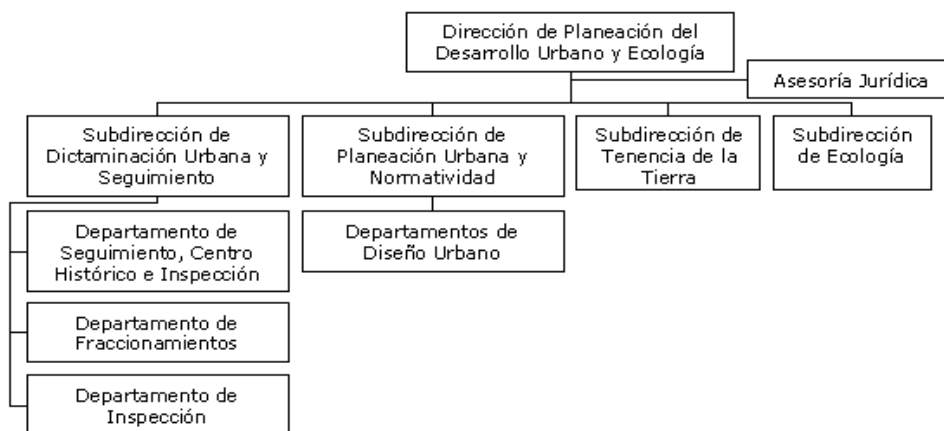 Dirección de Planeación del
Desarrollo Urbano y Ecología
Asesoría Jurídica
Subdirección de
Dictaminación Urbana y
Seguimiento
Subdirección de
Planeación Urbana y
Normatividad
Subdirección de
Tenencia de la
Tierra
Subdirección
de Ecología
Departamento de
Seguimiento, Centro
Histórico e Inspección
Departamentos de
Diseño Urbano
Departamento de
Fraccionamientos
Departamento de
Inspección